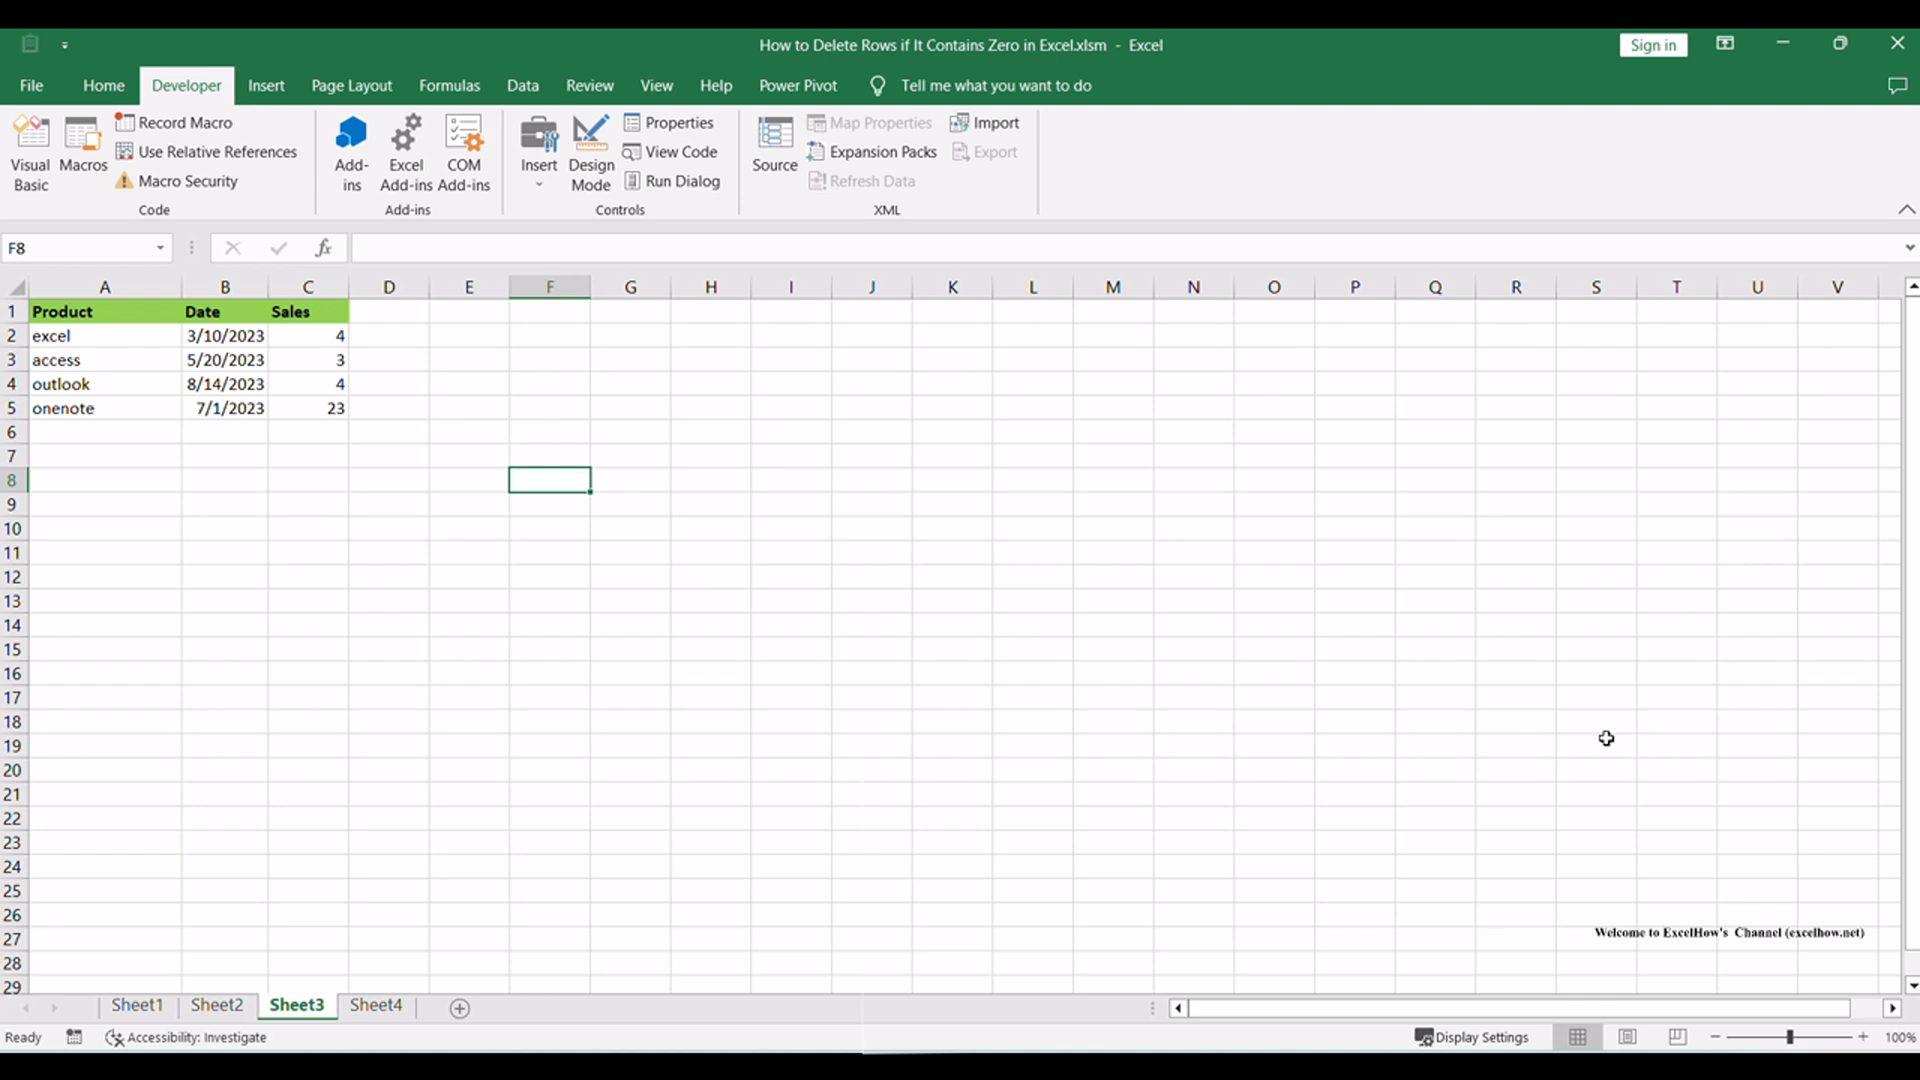 How to Delete Rows if It Contains Zero in Excel.xlsm - Excel
Sign in
File Home Developer Insert Page Layout Formulas Data Review View Help Power Pivot Tell me what you want to do
Visual Basic
Macros
Record Macro
Use Relative References
Macro Security
Code
Add-ins
Excel Add-ins
COM Add-ins
Add-ins
Insert
Design Mode
Properties
View Code
Run Dialog
Controls
Source
Map Properties
Expansion Packs
Refresh Data
Import
Export
XML
F8 fx
A B C D E F G H I J K L M N O P Q R S T U V
1 Product Date Sales
2 excel 3/10/2023 4
3 access 5/20/2023 3
4 outlook 8/14/2023 4
5 onenote 7/1/2023 23
6
7
8
9
10
11
12
13
14
15
16
17
18
19
20
21
22
23
24
25
26
27
Welcome to ExcelHow's Channel (excelhow.net)
28
29
Sheet1 Sheet2 Sheet3 Sheet4
Ready Accessibility: Investigate Display Settings 100%